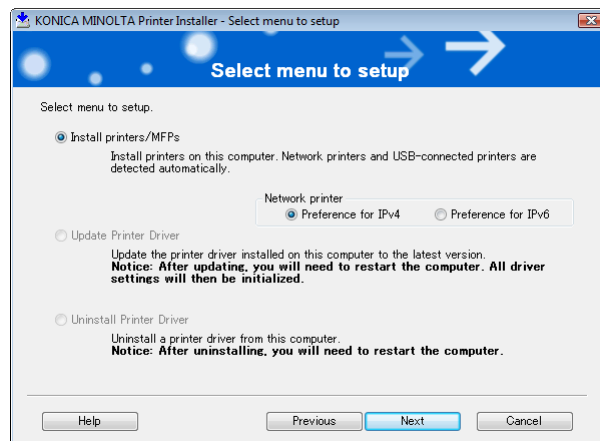 KONICA MINOLTA Printer Installer - Select menu to setup
Select menu to setup
Select menu to setup.
Install printers/MFPs
Install printers on this computer. Network printers and USB-connected printers are
detected automatically.
Network printer
Preference for IPv4 Preference for IPv6
Update Printer Driver
Update the printer driver installed on this computer to the latest version.
Notice: After updating, you will need to restart the computer. All driver
settings will then be initialized.
Uninstall Printer Driver
Uninstall a printer driver from this computer.
Notice: After uninstalling, you will need to restart the computer.
Help Previous Next Cancel